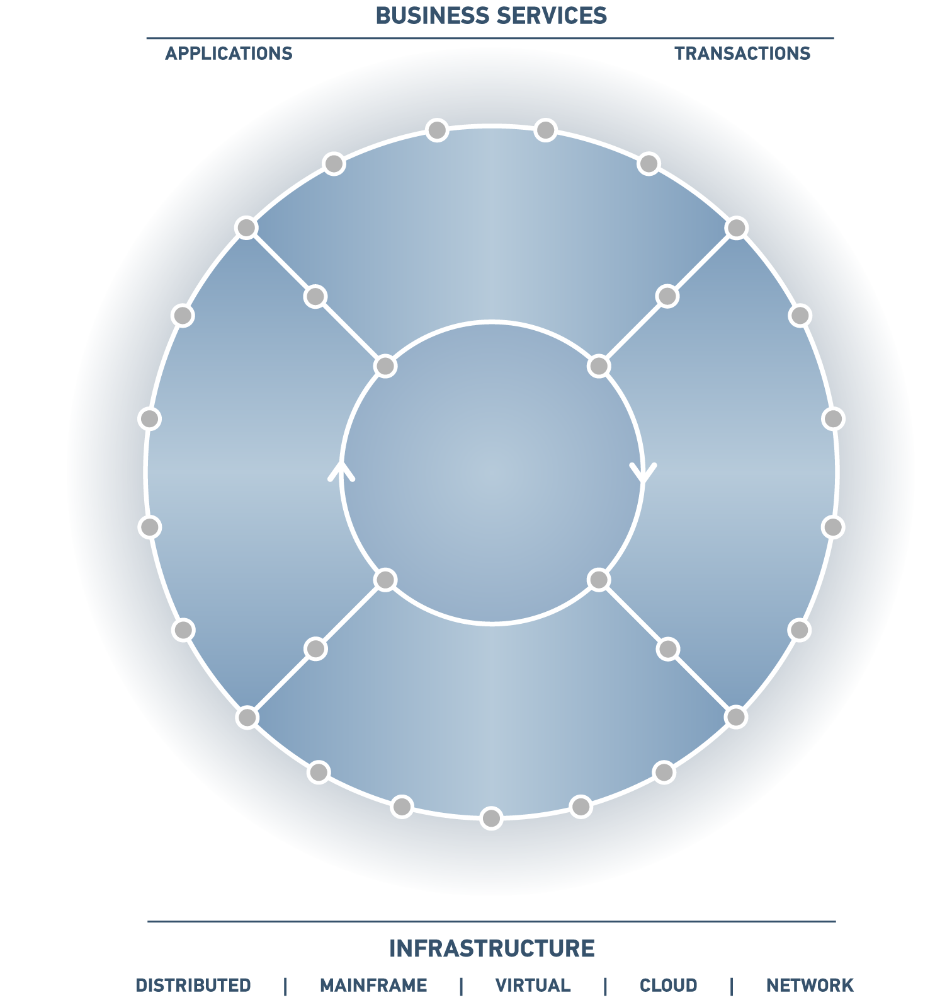 BUSINESS SERVICES
APPLICATIONS TRANSACTIONS
INFRASTRUCTURE
DISTRIBUTED | MAINFRAME | VIRTUAL | CLOUD | NETWORK